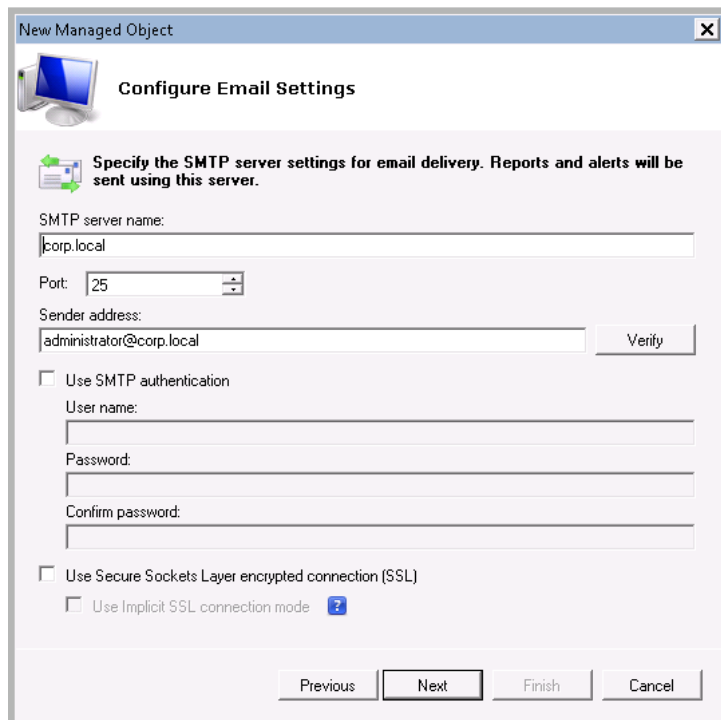 New Managed Object
Configure Email Settings
Specify the SMTP server settings for email delivery. Reports and alerts will be
sent using this server.
SMTP server name:
corp.local
Port: 25
Sender address:
administrator@corp.local Verify
Use SMTP authentication
User name:
Password:
Confirm password:
Use Secure Sockets Layer encrypted connection (SSL)
Use Implicit SSL connection mode ?
Previous Next Finish Cancel